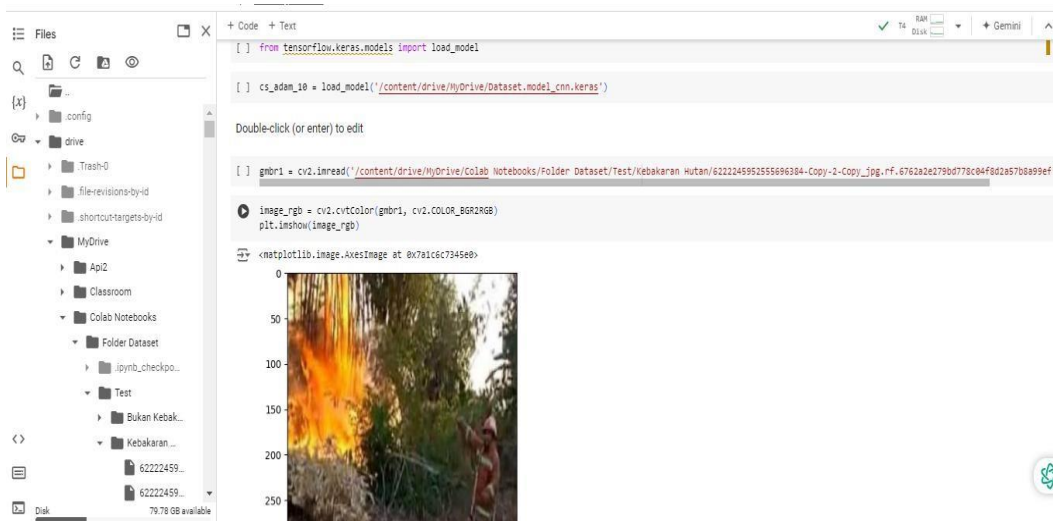 Files
+ Code + Text
T4 RAM
Disk
Gemini
[ ] from tensorflow.keras.models import load_model
[ ] cs_adam_10 = load_model('/content/drive/MyDrive/Dataset.model_cnn.keras')
Double-click (or enter) to edit
[ ] gmbr1 = cv2.imread('/content/drive/MyDrive/Colab Notebooks/Folder Dataset/Test/Kebakaran Hutan/6222245952555696384-Copy-2-Copy_jpg.rf.6762a2e279bd778c04f8d2a57b8a99ef
image_rgb = cv2.cvtColor(gmbr1, cv2.COLOR_BGR2RGB)
plt.imshow(image_rgb)
<matplotlib.image.AxesImage at 0x7a1c6c7345e0>
0
50
100
150
200
250
..
{x}
.config
drive
.Trash-0
.file-revisions-by-id
.shortcut-targets-by-id
MyDrive
Api2
Classroom
Colab Notebooks
Folder Dataset
.ipynb_checkpo...
Test
Bukan Kebak...
Kebakaran ...
62222459...
62222459...
<>
Disk
79.78 GB available